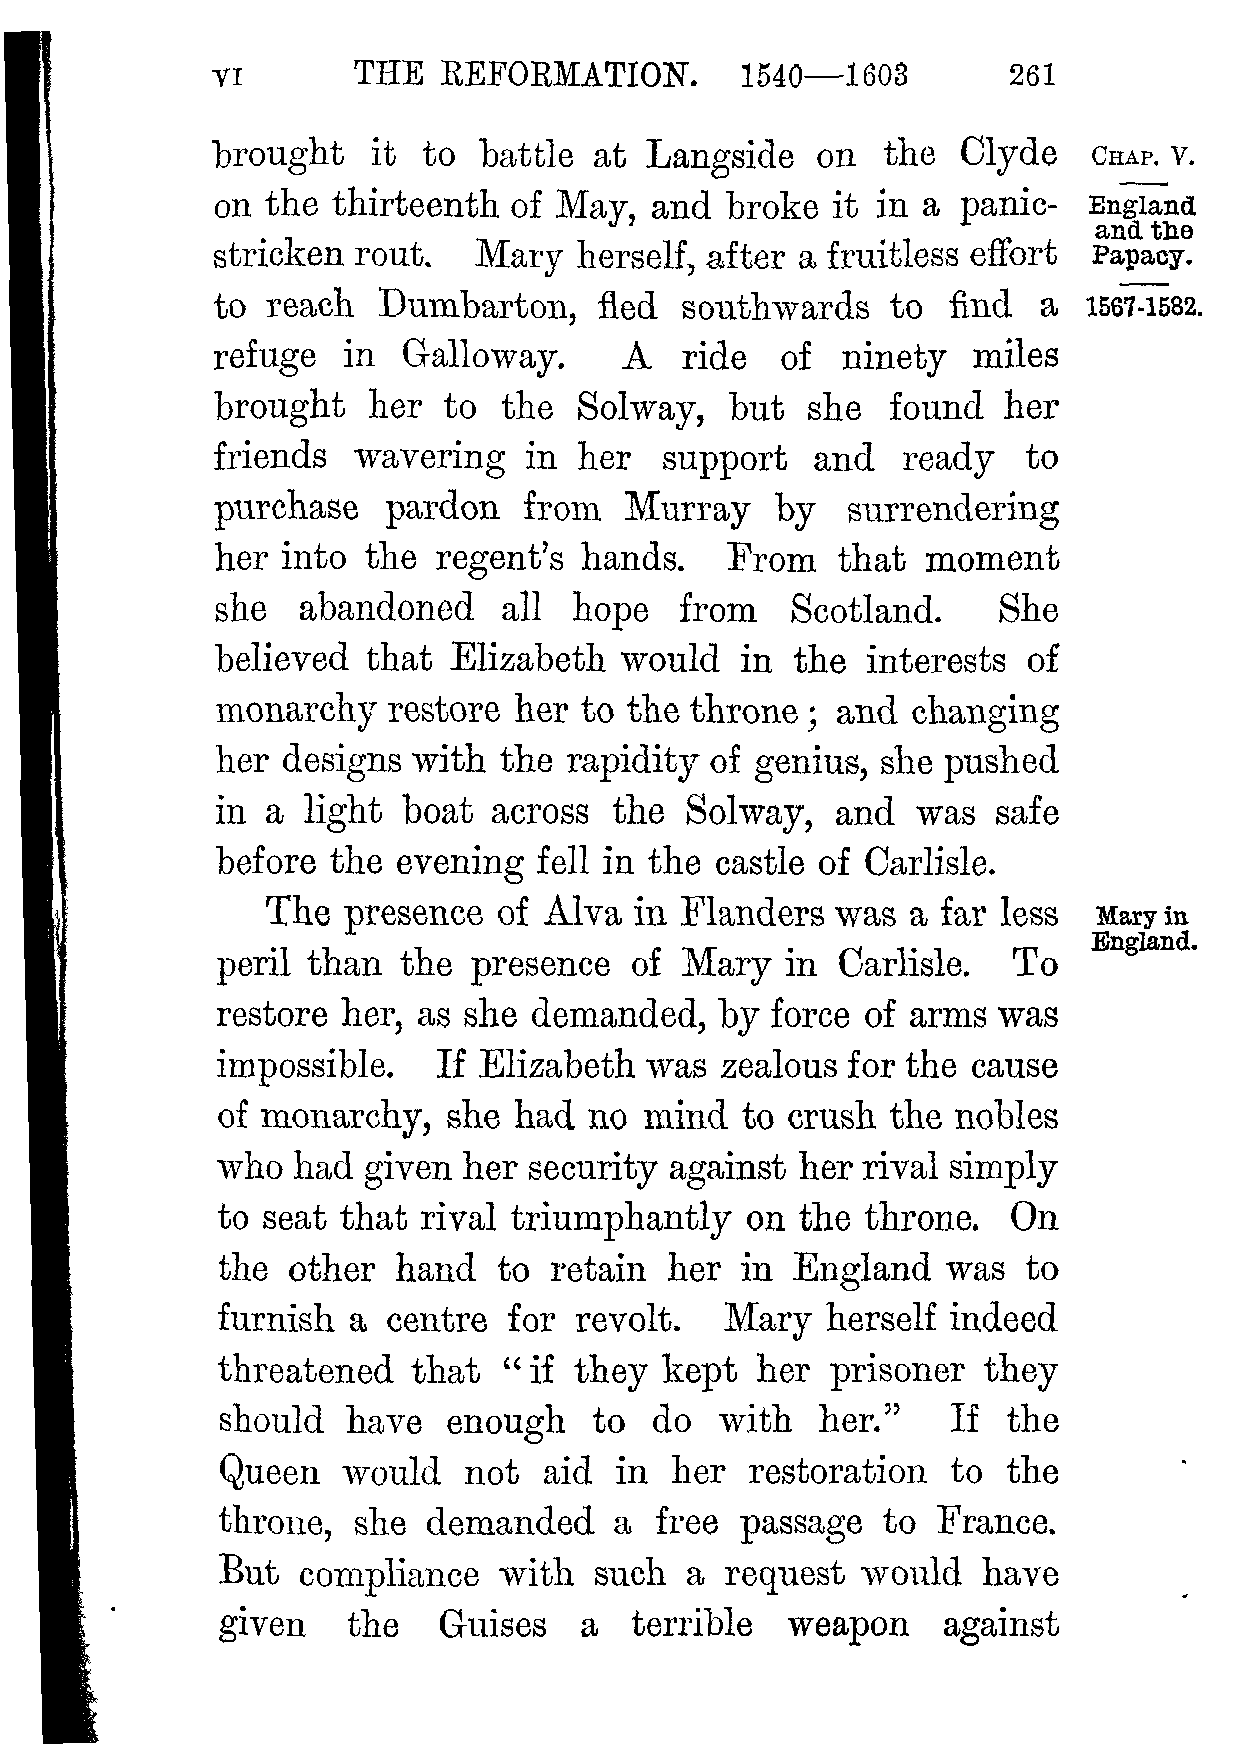 VI THE REFORMATION. 1540—1603 261
brought it to battle at Langside on the Clyde
on the thirteenth of May, and broke it in a panic-
stricken rout. Mary herself, after a fruitless effort
to reach Dumbarton, fled southwards to find a
refuge in Galloway. A ride of ninety miles
brought her to the Solway, but she found her
friends wavering in her support and ready to
purchase pardon from Murray by surrendering
her into the regent's hands. From that moment
she abandoned all hope from Scotland. She
believed that Elizabeth would in the interests of
monarchy restore her to the throne; and changing
her designs with the rapidity of genius, she pushed
in a light boat across the Solway, and was safe
before the evening fell in the castle of Carlisle.
The presence of Alva in Flanders was a far less
peril than the presence of Mary in Carlisle. To
restore her, as she demanded, by force of arms was
impossible. If Elizabeth was zealous for the cause
of monarchy, she had no mind to crush the nobles
who had given her security against her rival simply
to seat that rival triumphantly on the throne. On
the other hand to retain her in England was to
furnish a centre for revolt. Mary herself indeed
threatened that "if they kept her prisoner they
should have enough to do with her." If the
Queen would not aid in her restoration to the
throne, she demanded a free passage to France.
But compliance with such a request would have
given the Guises a terrible weapon against
CHAP. V.
England
and the
Papacy.
1567-1582.
Mary in
England.